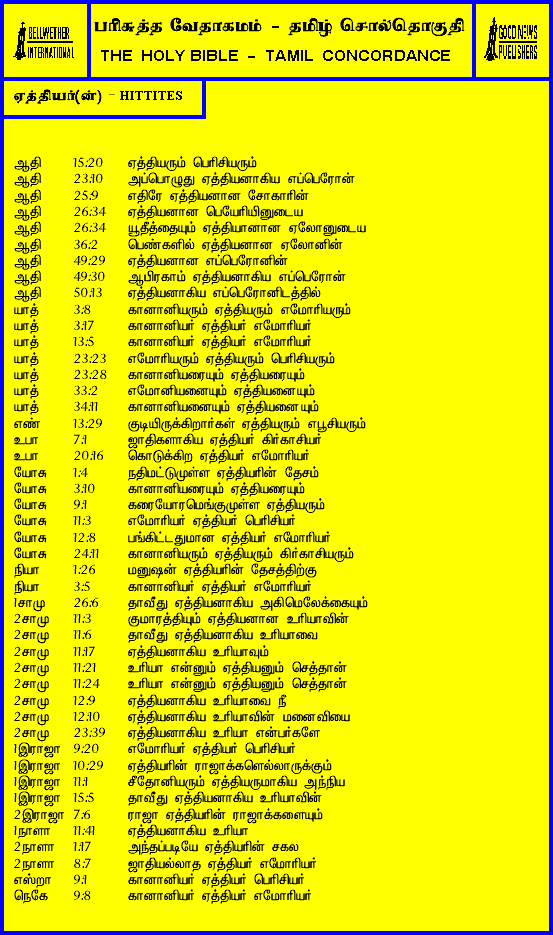 BELLWETHER
INTERNATIONAL
பரிசுத்த வேதாகமம் - தமிழ் சொல்தொகுதி
THE HOLY BIBLE - TAMIL CONCORDANCE
GOOD NEWS
PUBLISHERS
ஏத்தியர்(ன்) - HITTITES
ஆதி 15:20 ஏத்தியரும் பெரிசியரும்
ஆதி 23:10 அப்பொழுது ஏத்தியனாகிய எப்பெரோன்
ஆதி 25:9 எதிரே ஏத்தியனான சோகாரின்
ஆதி 26:34 ஏத்தியனான பெயேரியினுடைய
ஆதி 26:34 யூதீத்தையும் ஏத்தியானான ஏலோனுடைய
ஆதி 36:2 பெண்களில் ஏத்தியனான ஏலோனின்
ஆதி 49:29 ஏத்தியனான எப்பெரோனின்
ஆதி 49:30 ஆபிரகாம் ஏத்தியனாகிய எப்பெரோன்
ஆதி 50:13 ஏத்தியனாகிய எப்பெரோனிடத்தில்
யாத் 3:8 கானானியரும் ஏத்தியரும் எமோரியரும்
யாத் 3:17 கானானியர் ஏத்தியர் எமோரியர்
யாத் 13:5 கானானியர் ஏத்தியர் எமோரியர்
யாத் 23:23 எமோரியரும் ஏத்தியரும் பெரிசியரும்
யாத் 23:28 கானானியரையும் ஏத்தியரையும்
யாத் 33:2 எமோனியனையும் ஏத்தியனையும்
யாத் 34:11 கானானியனையும் ஏத்தியனையும்
எண் 13:29 குடியிருக்கிறார்கள் ஏத்தியரும் எபூசியரும்
உபா 7:1 ஜாதிகளாகிய ஏத்தியர் கிர்காசியர்
உபா 20:16 கொடுக்கிற ஏத்தியர் எமோரியர்
யோசு 1:4 நதிமட்டுமுள்ள ஏத்தியரின் தேசம்
யோசு 3:10 கானானியரையும் ஏத்தியரையும்
யோசு 9:1 கரையோரமெங்குமுள்ள ஏத்தியரும்
யோசு 11:3 எமோரியர் ஏத்தியர் பெரிசியர்
யோசு 12:8 பங்கிட்டதுமான ஏத்தியர் எமோரியர்
யோசு 24:11 கானானியரும் ஏத்தியரும் கிர்காசியரும்
நியா 1:26 மனுஷன் ஏத்தியரின் தேசத்திற்கு
நியா 3:5 கானானியர் ஏத்தியர் எமோரியர்
1சாமு 26:6 தாவீது ஏத்தியனாகிய அகிமெலேக்கையும்
2சாமு 11:3 குமாரத்தியும் ஏத்தியனான உரியாவின்
2சாமு 11:6 தாவீது ஏத்தியனாகிய உரியாவை
2சாமு 11:17 ஏத்தியனாகிய உரியாவும்
2சாமு 11:21 உரியா என்னும் ஏத்தியனும் செத்தான்
2சாமு 11:24 உரியா என்னும் ஏத்தியனும் செத்தான்
2சாமு 12:9 ஏத்தியனாகிய உரியாவை நீ
2சாமு 12:10 ஏத்தியனாகிய உரியாவின் மனைவியை
2சாமு 23:39 ஏத்தியனாகிய உரியா என்பர்களே
1இராஜா 9:20 எமோரியர் ஏத்தியர் பெரிசியர்
1இராஜா 10:29 ஏத்தியரின் ராஜாக்களெல்லாருக்கும்
1இராஜா 11:1 சீதோனியரும் ஏத்தியருமாகிய அந்நிய
1இராஜா 15:5 தாவீது ஏத்தியனாகிய உரியாவின்
2இராஜா 7:6 ராஜா ஏத்தியரின் ராஜாக்களையும்
1நாளா 11:41 ஏத்தியனாகிய உரியா
2நாளா 1:17 அந்தப்படியே ஏத்தியரின் சகல
2நாளா 8:7 ஜாதியல்லாத ஏத்தியர் எமோரியர்
எஸ்றா 9:1 கானானியர் ஏத்தியர் பெரிசியர்
நெகே 9:8 கானானியர் ஏத்தியர் எமோரியர்